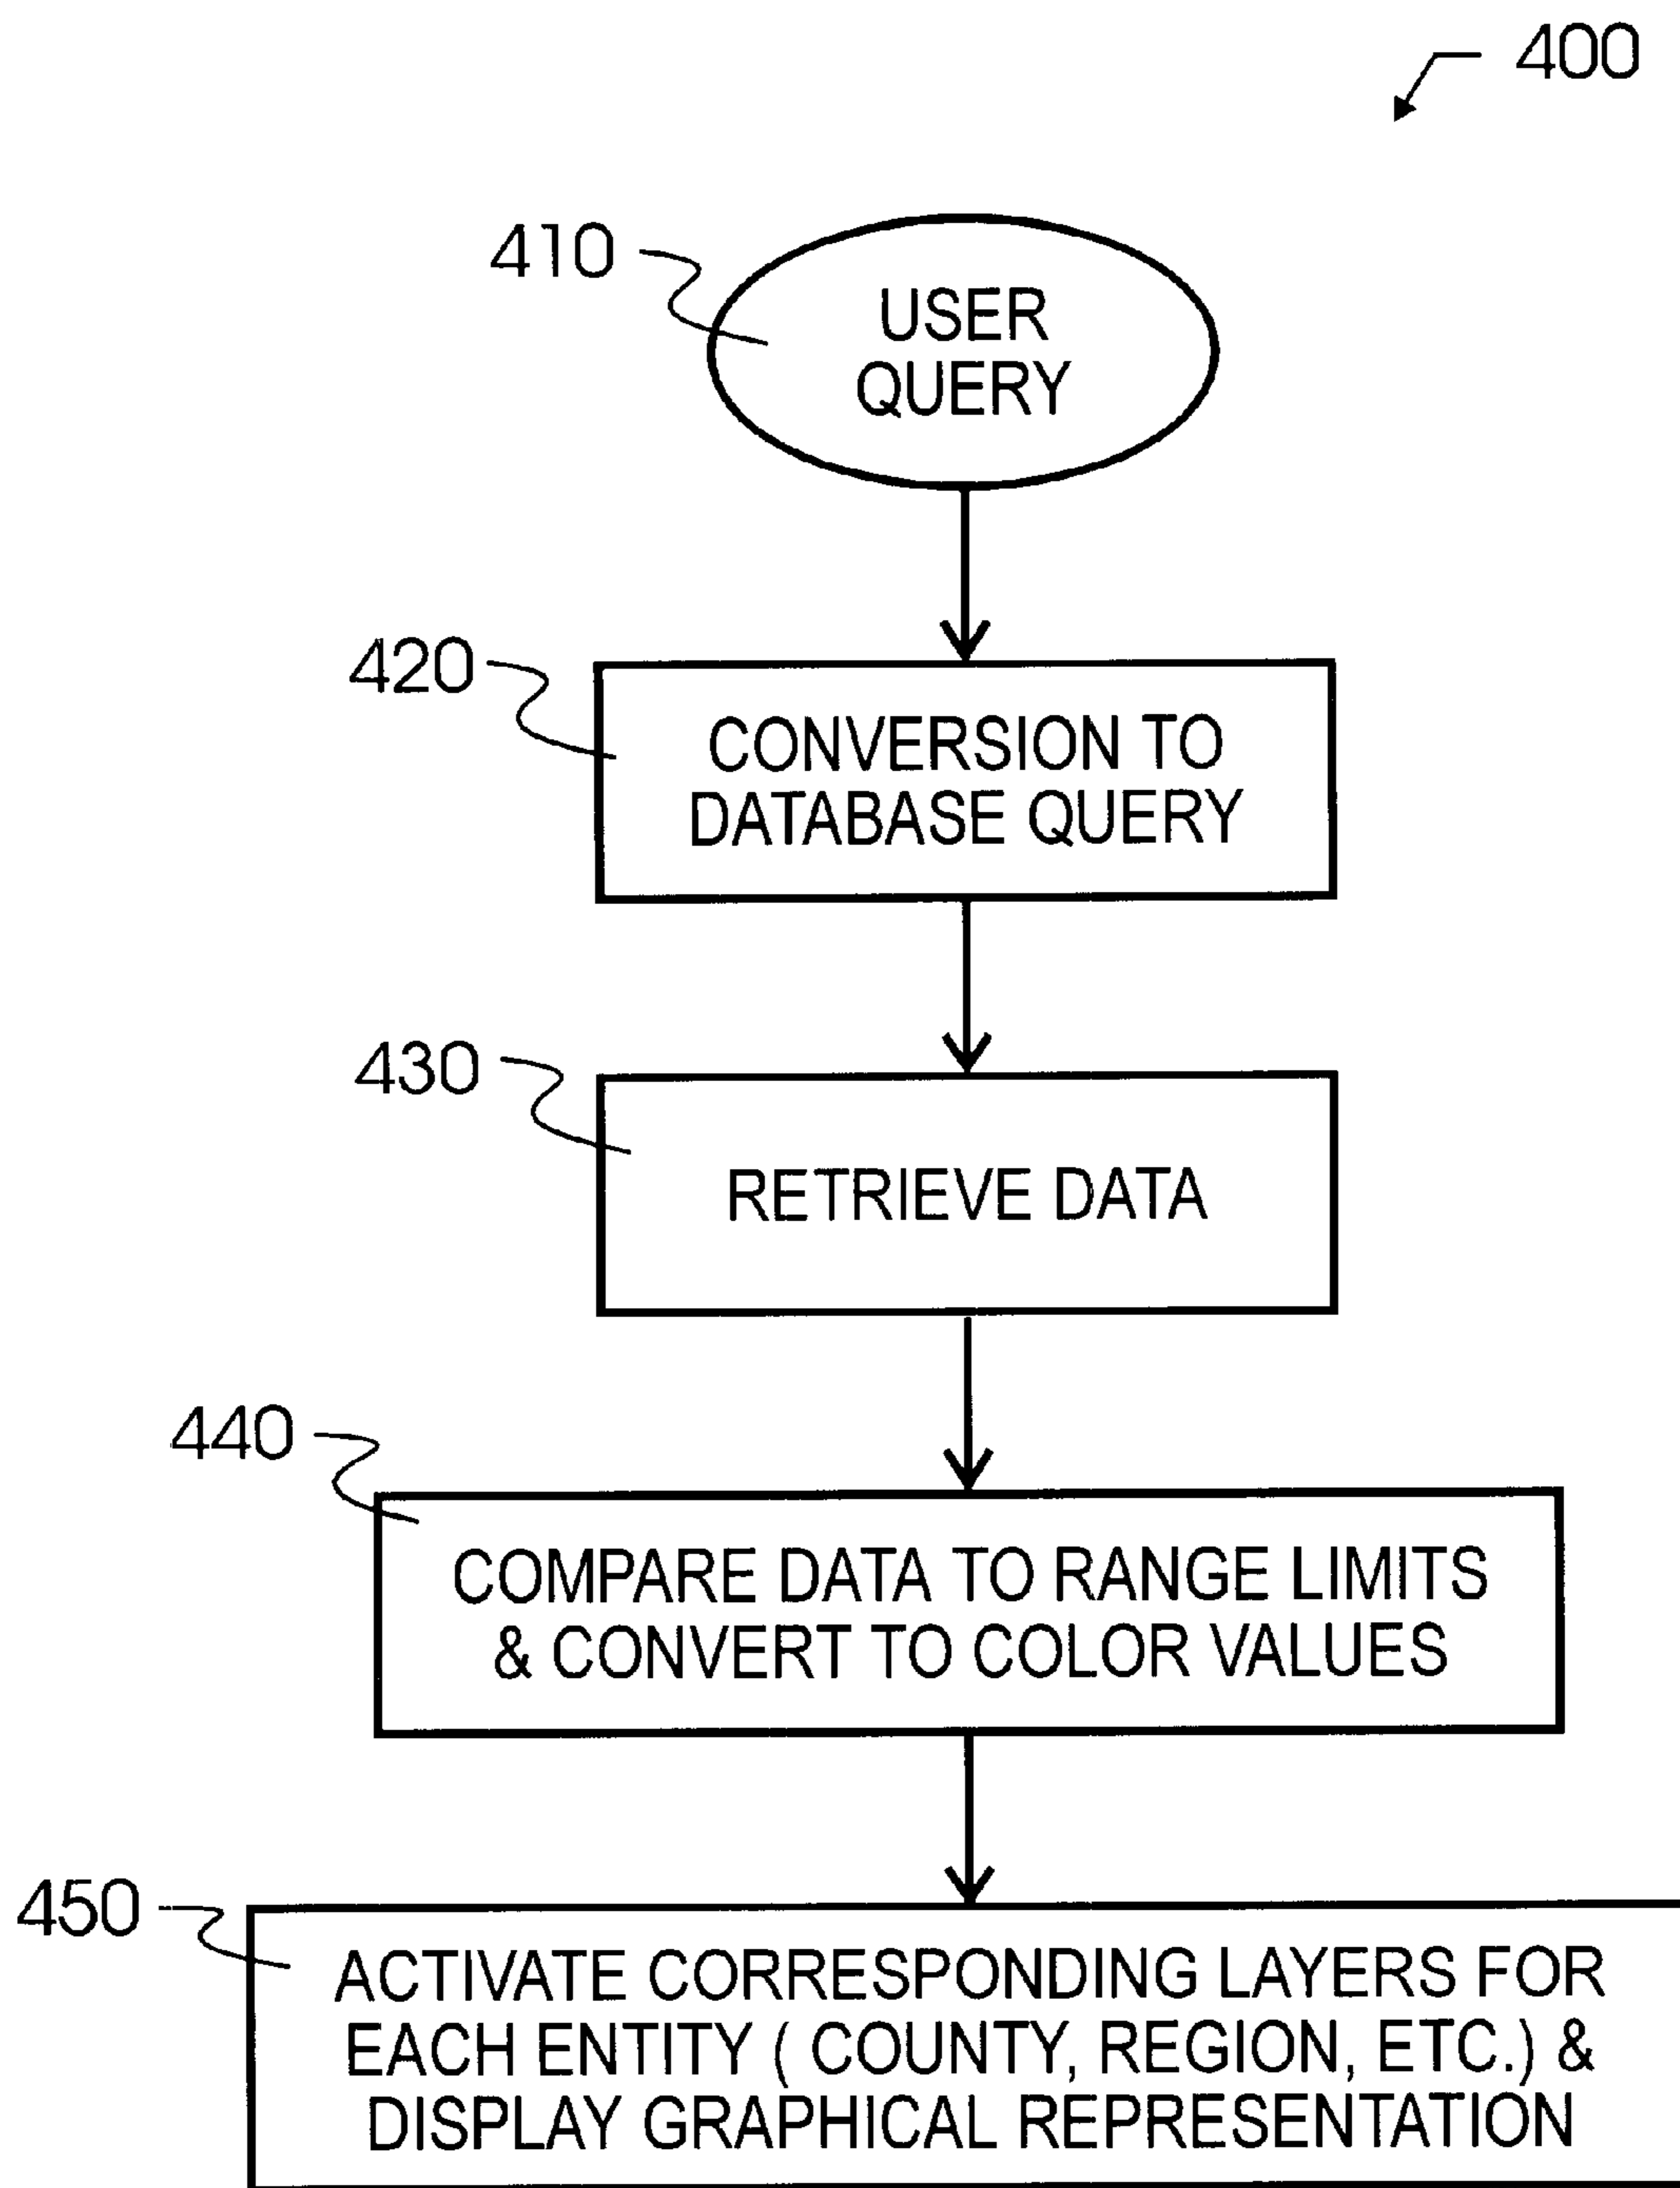 400
410
USER
QUERY
420
CONVERSION TO
DATABASE QUERY
430
RETRIEVE DATA
440
COMPARE DATA TO RANGE LIMITS
& CONVERT TO COLOR VALUES
450
ACTIVATE CORRESPONDING LAYERS FOR
EACH ENTITY ( COUNTY, REGION, ETC.) &
DISPLAY GRAPHICAL REPRESENTATION